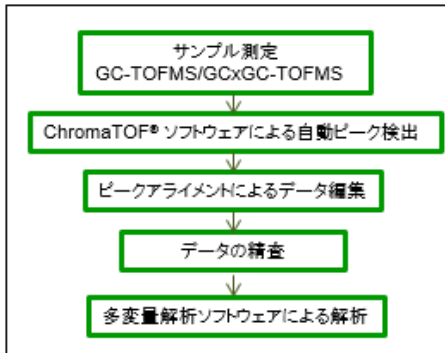 サンプル測定
GC-TOFMS/GCxGC-TOFMS
ChromaTOF® ソフトウェアによる自動ピーク検出
ピークアライメントによるデータ編集
データの精査
多変量解析ソフトウェアによる解析